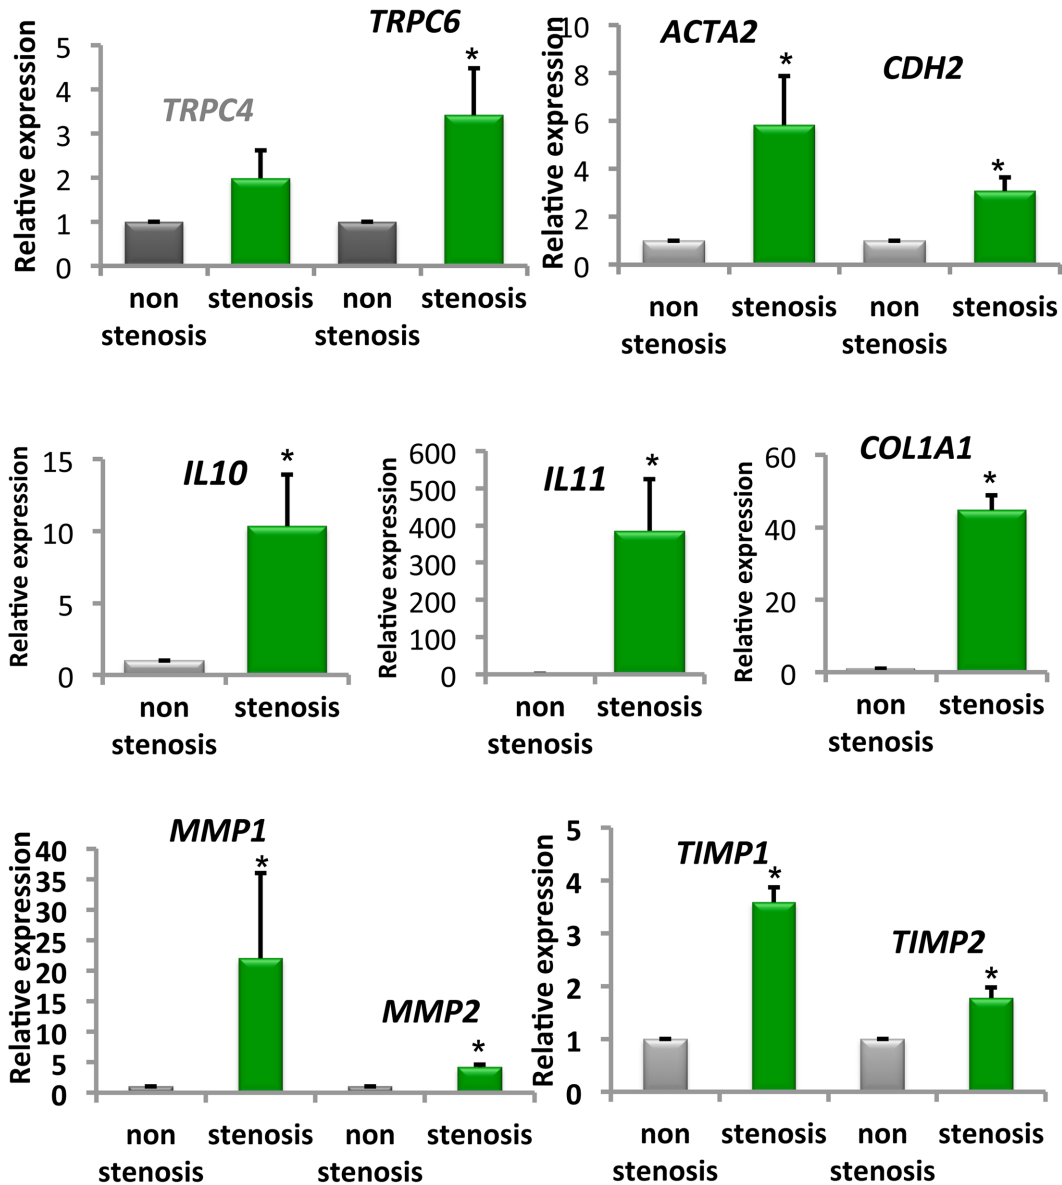 TRPC6
TRPC4
Relative expression
5
4
3
2
1
0
*
non stenosis non stenosis
stenosis stenosis
ACTA2
CDH2
Relative expression
10
8
6
4
2
0
*
*
non stenosis non stenosis
stenosis stenosis
IL10
Relative expression
15
10
5
0
*
non stenosis
stenosis
IL11
Relative expression
600
500
400
300
200
100
0
*
non stenosis
stenosis
COL1A1
Relative expression
60
40
20
0
*
non stenosis
stenosis
MMP1
MMP2
Relative expression
40
35
30
25
20
15
10
5
0
*
*
non stenosis non stenosis
stenosis stenosis
TIMP1
TIMP2
Relative expression
5
4
3
2
1
0
*
*
non stenosis non stenosis
stenosis stenosis